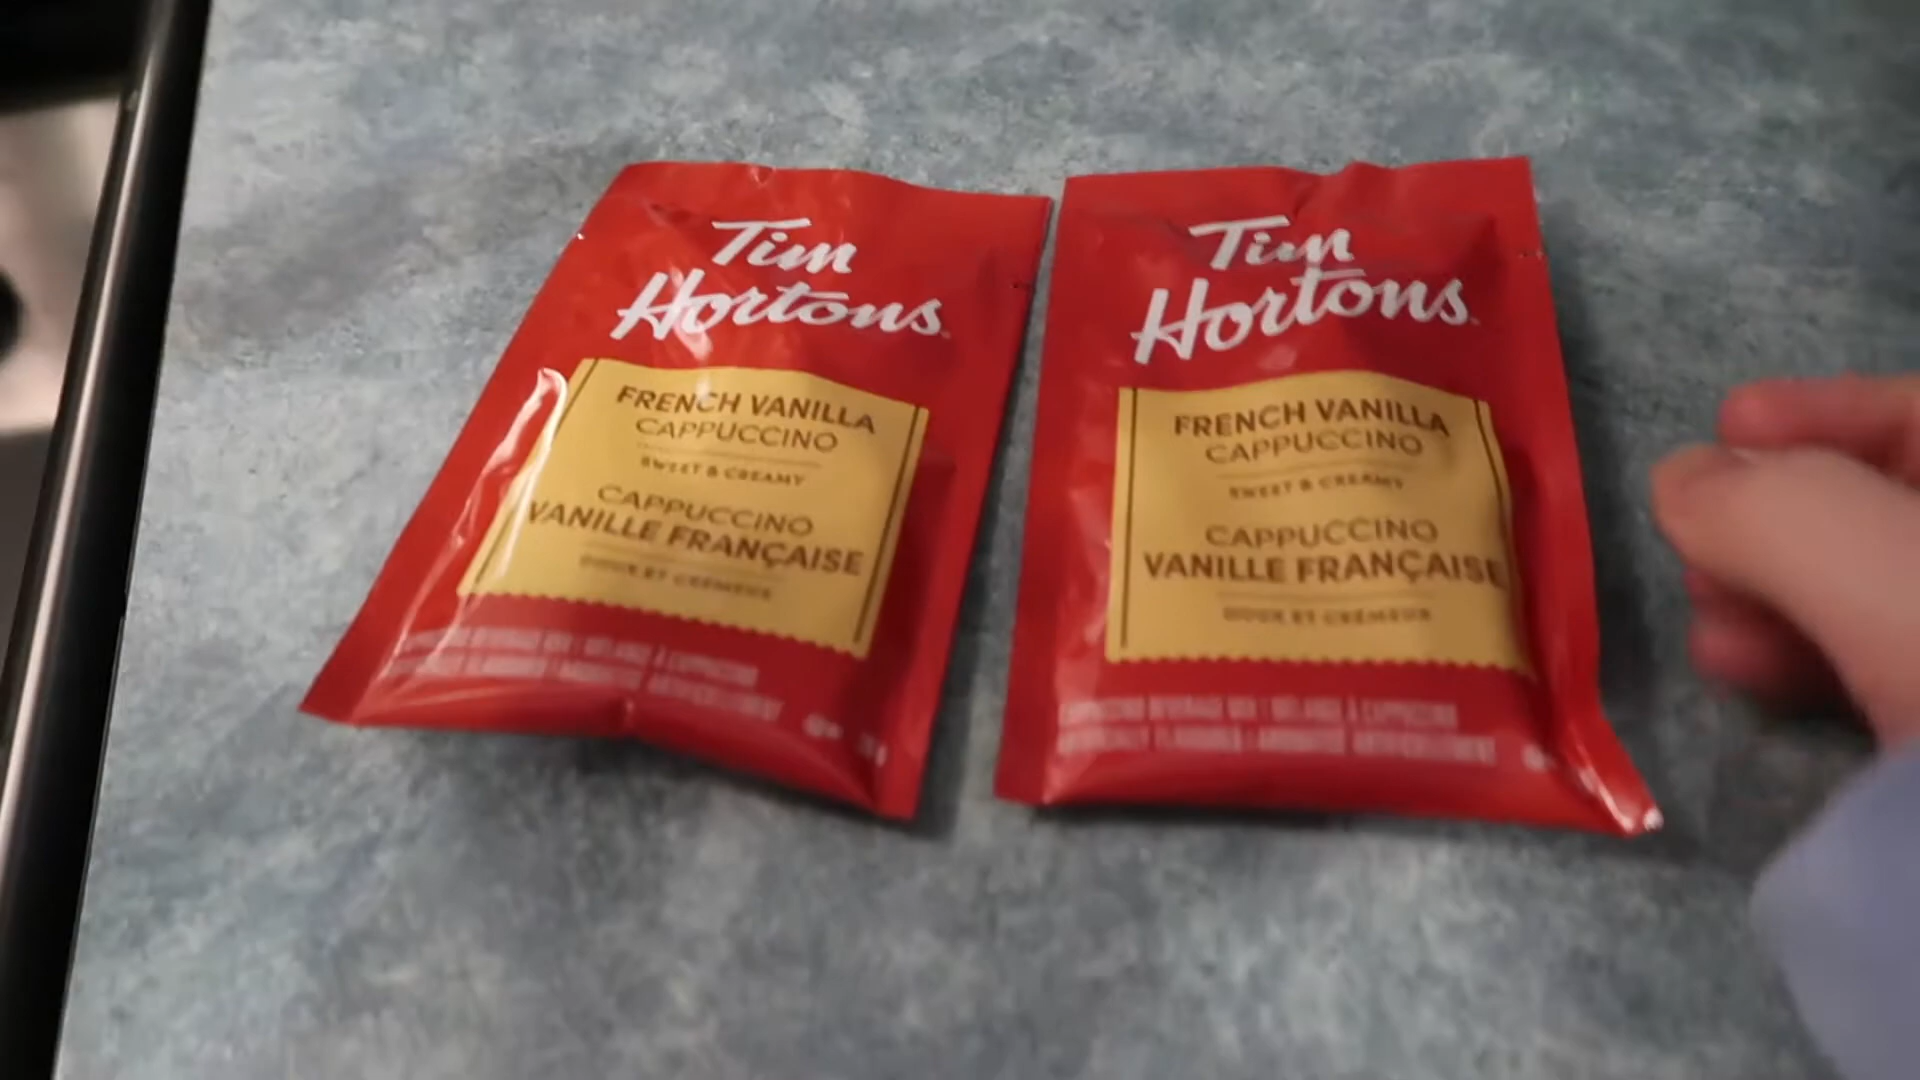 Tim
Hortons
FRENCH VANILLA
CAPPUCCINO
SWEET & CREAMY
CAPPUCCINO
VANILLE FRANÇAISE
DOUX ET CRÉMEUX
Tim
Hortons
FRENCH VANILLA
CAPPUCCINO
SWEET & CREAMY
CAPPUCCINO
VANILLE FRANÇAISE
DOUX ET CRÉMEUX